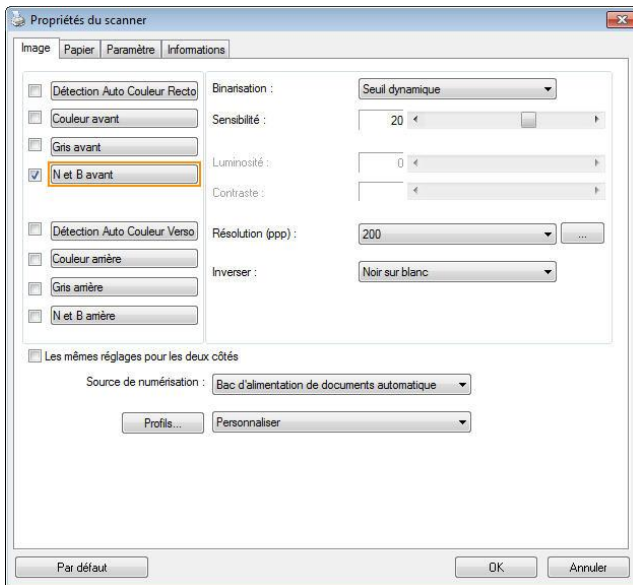 Propriétés du scanner
Image Papier Paramètre Informations
Détection Auto Couleur Recto
Couleur avant
Gris avant
N et B avant
Détection Auto Couleur Verso
Couleur arrière
Gris arrière
N et B arrière
Binarisation : Seuil dynamique
Sensibilité : 20
Luminosité : 0
Contraste :
Résolution (ppp) : 200 ...
Inverser : Noir sur blanc
Les mêmes réglages pour les deux côtés
Source de numérisation : Bac d'alimentation de documents automatique
Profils... Personnaliser
Par défaut OK Annuler